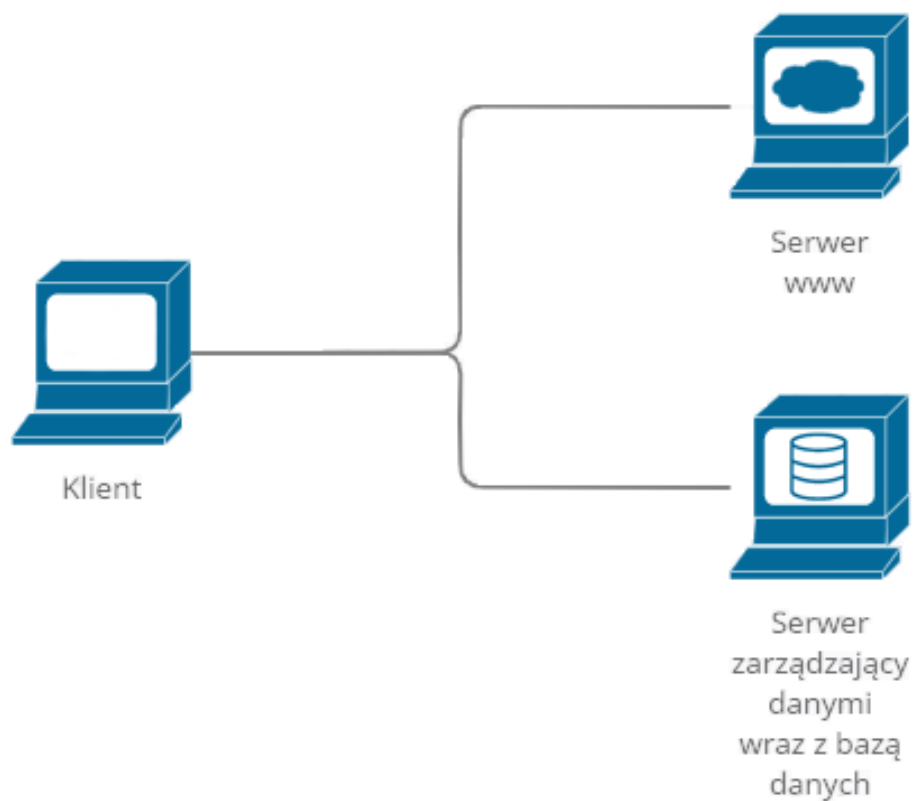 Serwer
www
Klient
Serwer
zarządzający
danymi
wraz z bazą
danych